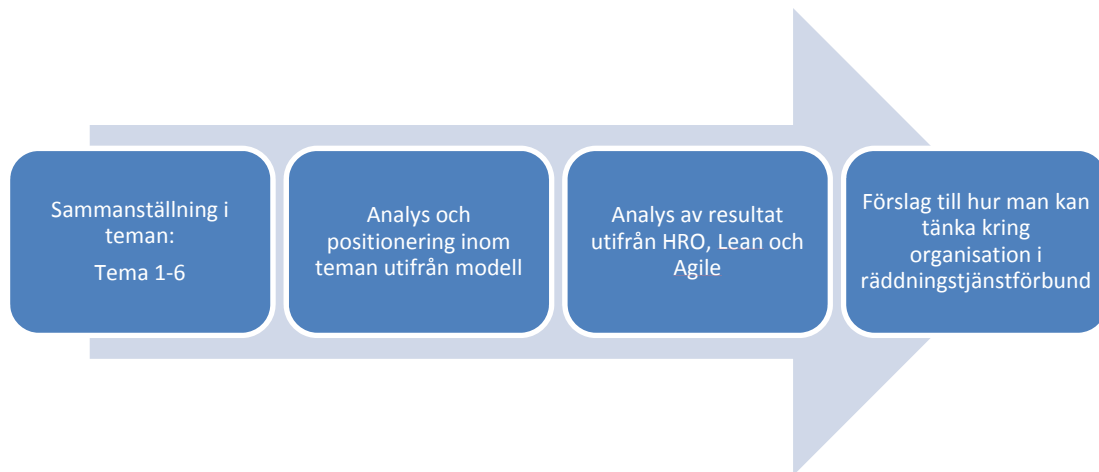 Sammanställning i
teman:
Tema 1-6
Analys och
positionering inom
teman utifrån modell
Analys av resultat
utifrån HRO, Lean och
Agile
Förslag till hur man kan
tänka kring
organisation i
räddningstjänstförbund